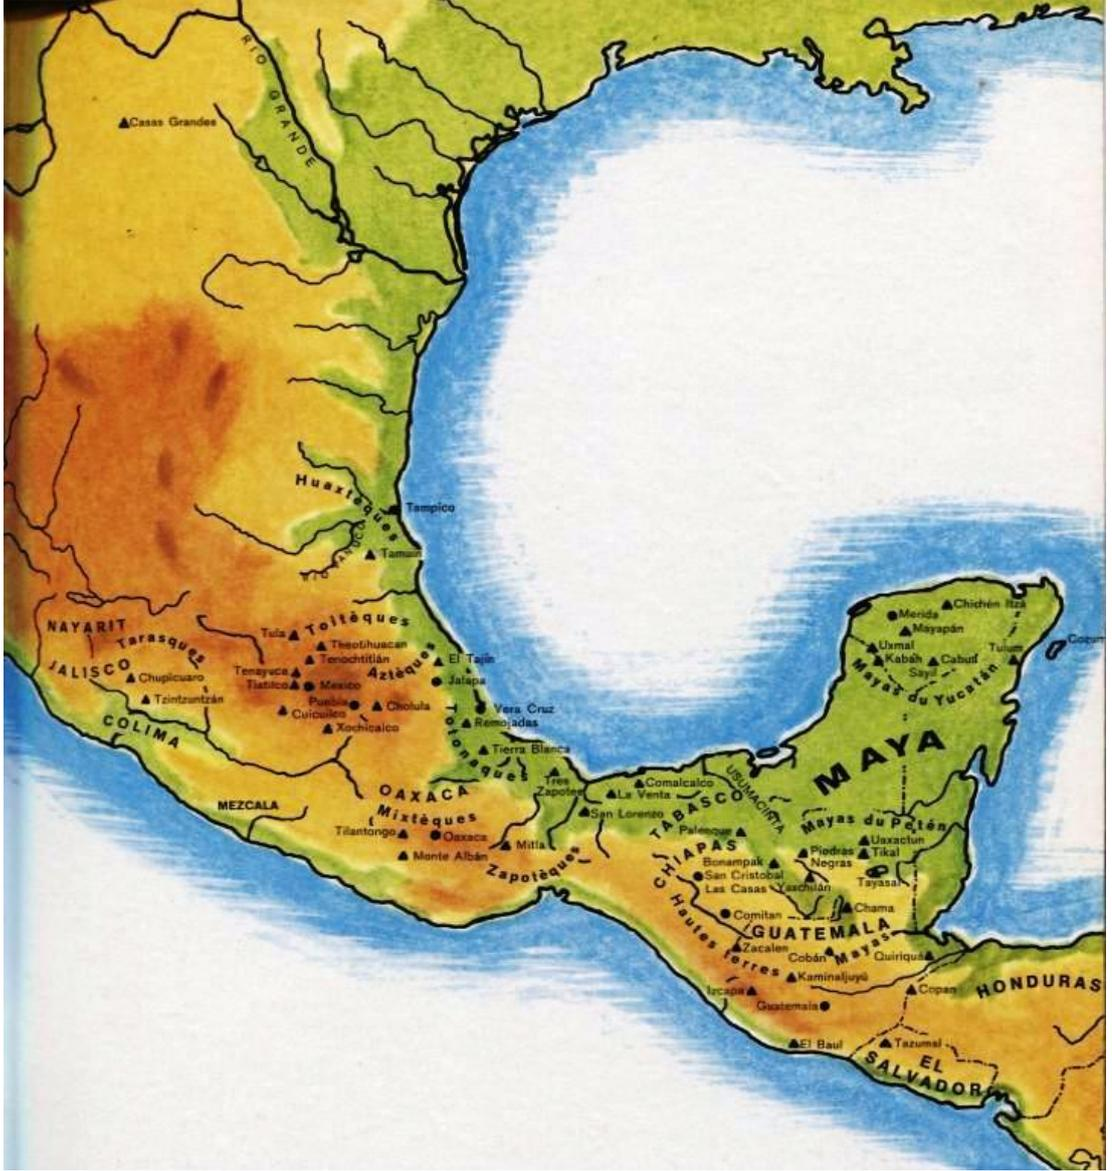 RIO GRANDE
Casas Grandes
Huaxtèques
Tampico
RIO PANUCO
Tamuin
NAYARIT
Tarasques
Toltèques
Tula
Theotihuacan
Tenochtitlán
Aztèques
El Tajin
JALISCO
Chupicuaro
Tenayuca
Tlatilco
Mexico
Jalapa
Tzintzuntzán
Puebla
Cholula
Vera Cruz
Cuicuilco
Remojadas
COLIMA
Xochicalco
Totonaques
Tierra Blanca
Tres
Zapotes
OAXACA
MEZCALA
Mixtèques
Tilantongo
Oaxaca
Mitla
Monte Albán
Zapotèques
Merida
Chichén Itzá
Mayapán
Uxmal
Kabah
Sayil
Tulum
Cozum
Mayas du Yucatán
MAYA
Comalcalco
La Venta
USUMACINTA
San Lorenzo
TABASCO
Palenque
Mayas du Petén
Uaxactun
Tikal
Piedras
Negras
CHIAPAS
Bonampak
San Cristobal
Las Casas
Yaxchilán
Tayasal
Chama
Comitan
GUATEMALA
Hautes terres
Mayas
Zacalen
Cobán
Quiriqua
Kaminaljuyú
Izcapa
Guatemala
Copan
HONDURAS
El Baul
Tazumal
EL
SALVADOR